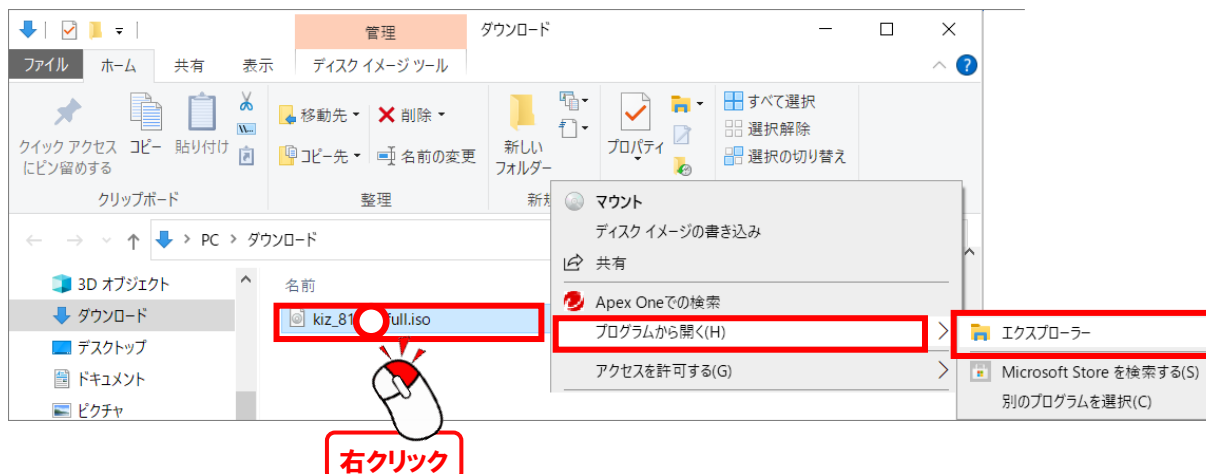 管理
ダウンロード
ファイル
ホーム
共有
表示
ディスク イメージ ツール
クイック アクセス
にピン留めする
コピー
貼り付け
移動先
削除
コピー先
名前の変更
新しい
フォルダー
プロパティ
すべて選択
選択解除
選択の切り替え
クリップボード
整理
新規
PC > ダウンロード
3D オブジェクト
ダウンロード
デスクトップ
ドキュメント
ピクチャ
名前
kiz_81 full.iso
マウント
ディスク イメージの書き込み
共有
Apex Oneでの検索
プログラムから開く(H)
アクセスを許可する(G)
エクスプローラー
Microsoft Store を検索する(S)
別のプログラムを選択(C)
右クリック